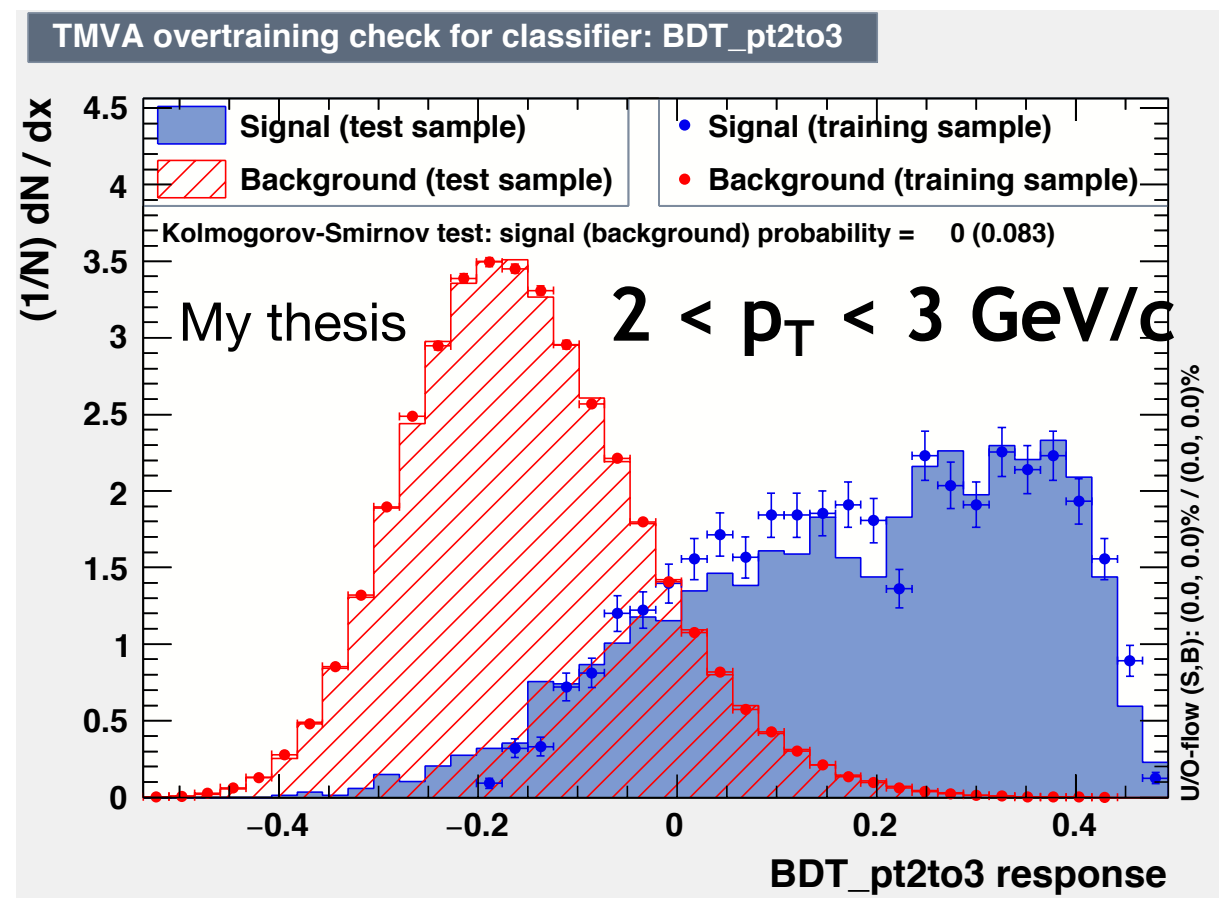 TMVA overtraining check for classifier: BDT_pt2to3
(1/N) dN / dx
4.5
4
3.5
3
2.5
2
1.5
1
0.5
0
Signal (test sample)
Background (test sample)
Signal (training sample)
Background (training sample)
Kolmogorov-Smirnov test: signal (background) probability = 0 (0.083)
My thesis
2 < pT < 3 GeV/c
U/O-flow (S,B): (0.0, 0.0)% / (0.0, 0.0)%
−0.4 −0.2 0 0.2 0.4
BDT_pt2to3 response